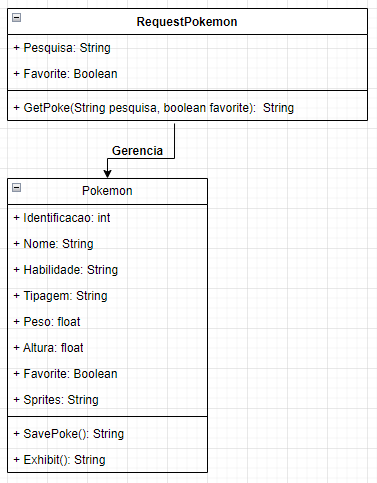 RequestPokemon
+ Pesquisa: String
+ Favorite: Boolean
+ GetPoke(String pesquisa, boolean favorite): String
Gerencia
Pokemon
+ Identificacao: int
+ Nome: String
+ Habilidade: String
+ Tipagem: String
+ Peso: float
+ Altura: float
+ Favorite: Boolean
+ Sprites: String
+ SavePoke(): String
+ Exhibit(): String